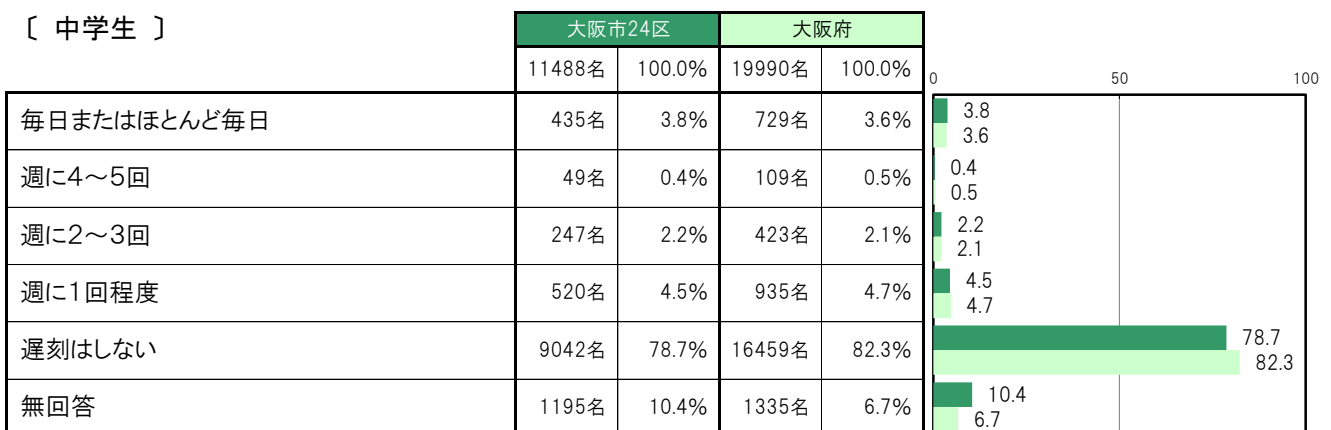 〔 中学生 〕
大阪市24区 大阪府
11488名 100.0% 19990名 100.0%
0 50 100
毎日またはほとんど毎日 435名 3.8% 729名 3.6%
3.8
3.6
週に4～5回 49名 0.4% 109名 0.5%
0.4
0.5
週に2～3回 247名 2.2% 423名 2.1%
2.2
2.1
週に1回程度 520名 4.5% 935名 4.7%
4.5
4.7
遅刻はしない 9042名 78.7% 16459名 82.3%
78.7
82.3
無回答 1195名 10.4% 1335名 6.7%
10.4
6.7